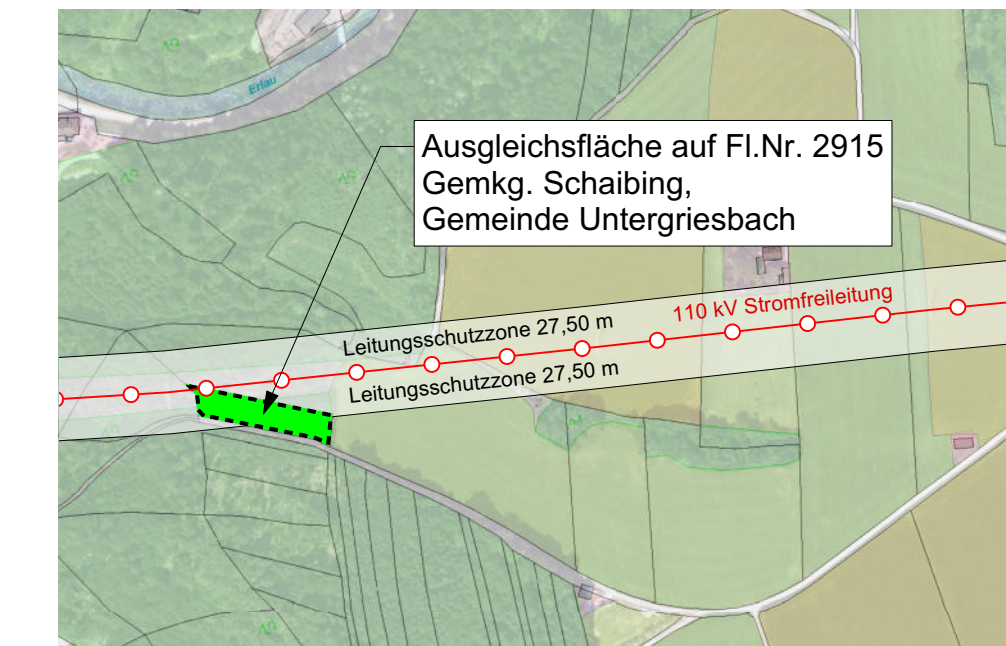 Erlau
Ausgleichsfläche auf Fl.Nr. 2915
Gemkg. Schaibing,
Gemeinde Untergriesbach
110 kV Stromfreileitung
Leitungsschutzzone 27,50 m
Leitungsschutzzone 27,50 m